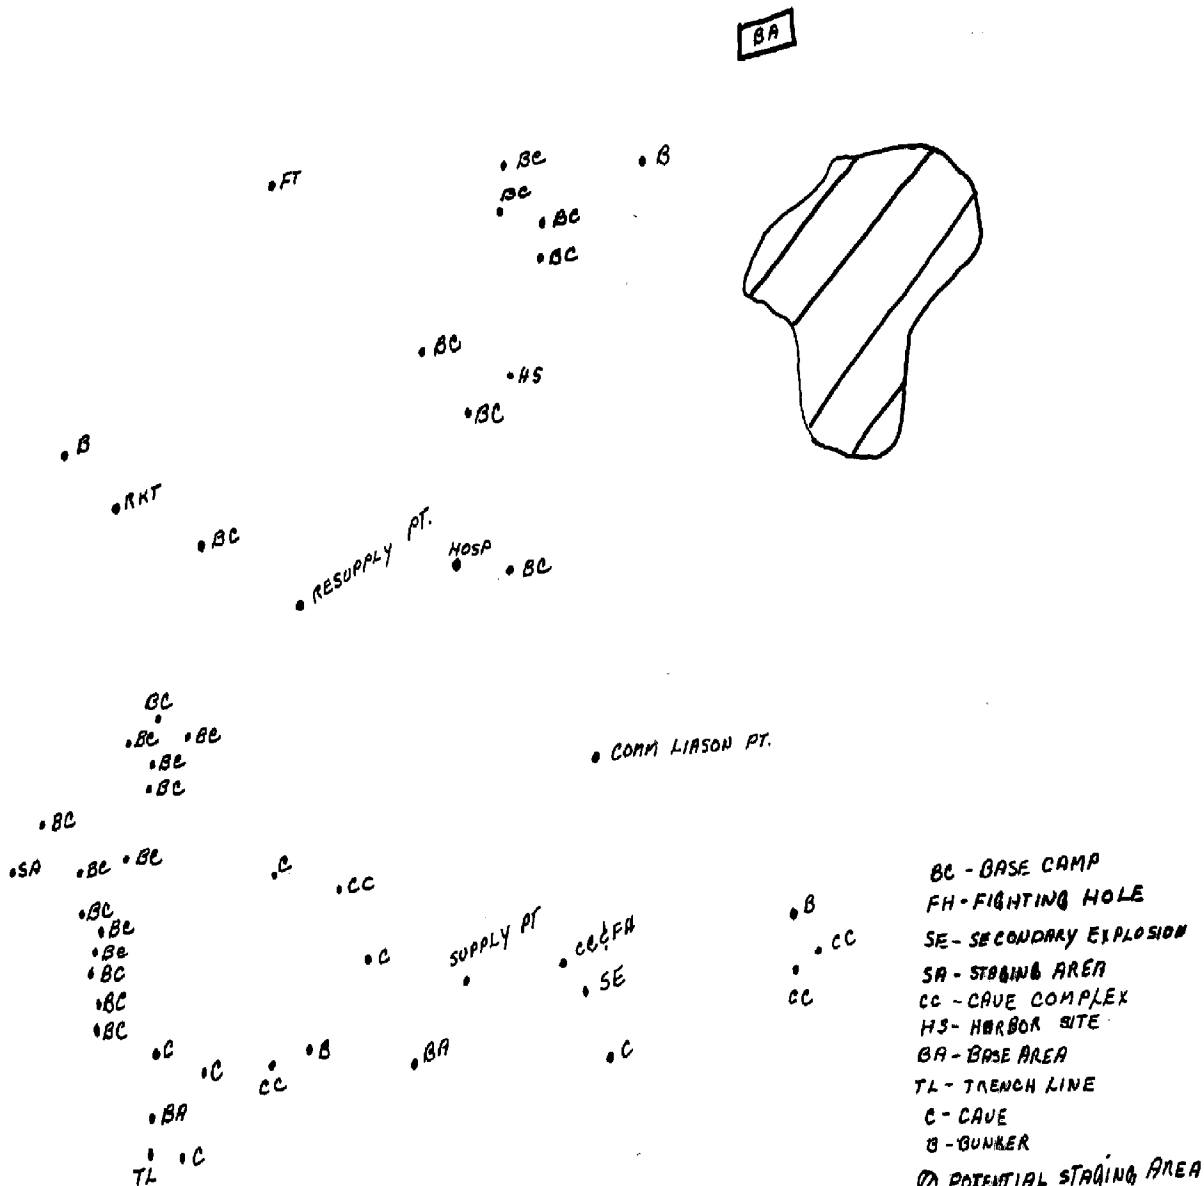 BA
BC
B
FT
BC
BC
BC
BC
HS
BC
B
RKT
BC
RESUPPLY PT.
HOSP
BC
BC
BC
BC
BC
BC
COMM LIASON PT.
BC
SA
BC
BC
C
CC
BC
BC
BC
BC
BC
BC
C
SUPPLY PT
CC & FH
SE
B
CC
CC
C
C
CC
B
BA
C
BA
TL
C
BC - BASE CAMP
FH - FIGHTING HOLE
SE - SECONDARY EXPLOSION
SA - STAGING AREA
CC - CAVE COMPLEX
HS - HARBOR SITE
BA - BASE AREA
TL - TRENCH LINE
C - CAVE
B - BUNKER
POTENTIAL STAGING AREA